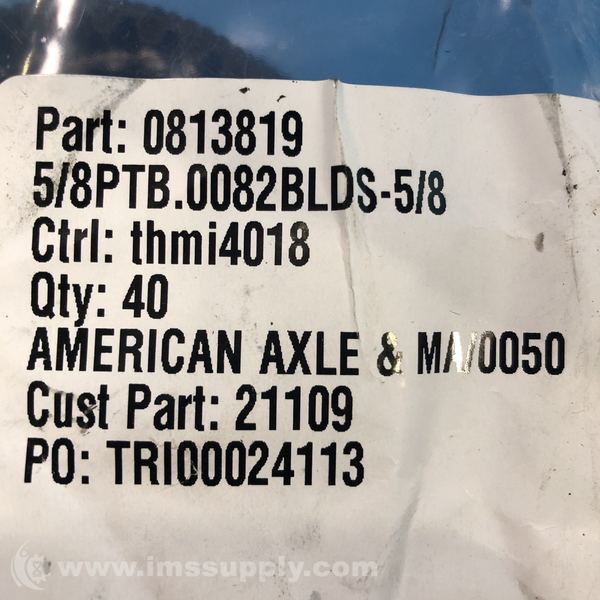 Part: 0813819
5/8PTB.0082BLDS-5/8
Ctrl: thmi4018
Qty: 40
AMERICAN AXLE & MA/0050
Cust Part: 21109
PO: TRI00024113
www.imssupply.com